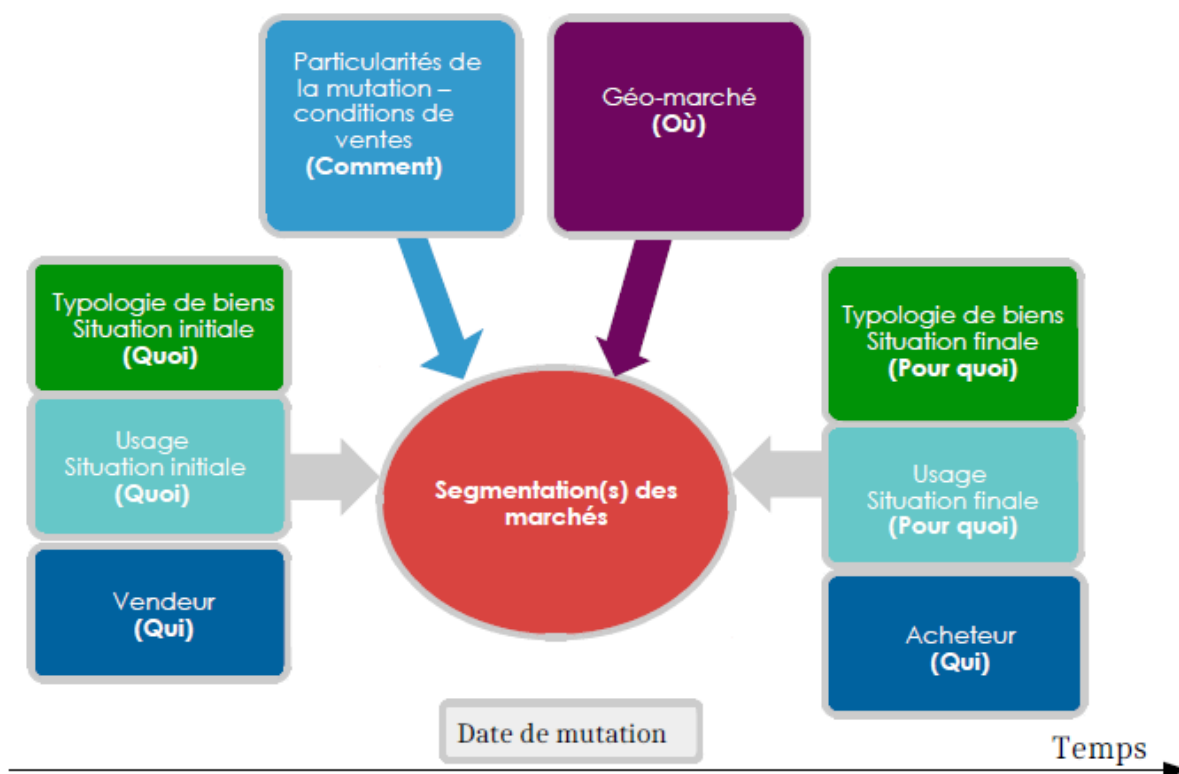 Particularités de
la mutation –
conditions de
ventes
(Comment)
Géo-marché
(Où)
Typologie de biens
Situation initiale
(Quoi)
Usage
Situation initiale
(Quoi)
Vendeur
(Qui)
Segmentation(s) des
marchés
Typologie de biens
Situation finale
(Pour quoi)
Usage
Situation finale
(Pour quoi)
Acheteur
(Qui)
Date de mutation
Temps